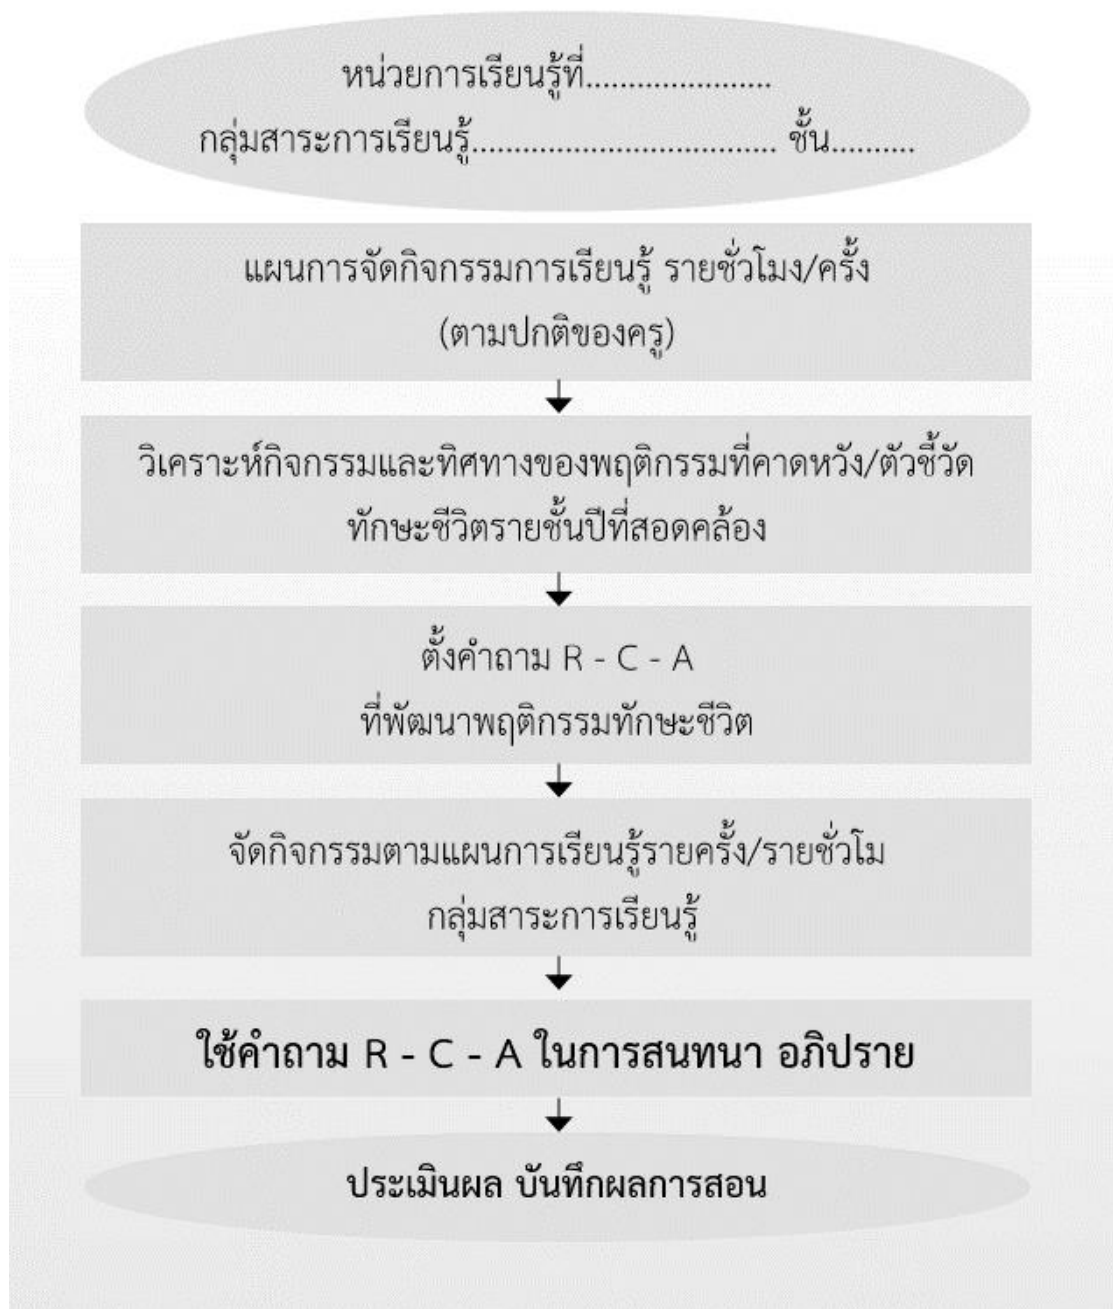 หน่วยการเรียนรู้ที่......................
กลุ่มสาระการเรียนรู้.................................... ชั้น..........
แผนการจัดกิจกรรมการเรียนรู้ รายชั่วโมง/ครั้ง
(ตามปกติของครู)
วิเคราะห์กิจกรรมและทิศทางของพฤติกรรมที่คาดหวัง/ตัวชี้วัด
ทักษะชีวิตรายชั้นปีที่สอดคล้อง
ตั้งคำถาม R - C - A
ที่พัฒนาพฤติกรรมทักษะชีวิต
จัดกิจกรรมตามแผนการเรียนรู้รายครั้ง/รายชั่วโม
กลุ่มสาระการเรียนรู้
ใช้คำถาม R - C - A ในการสนทนา อภิปราย
ประเมินผล บันทึกผลการสอน